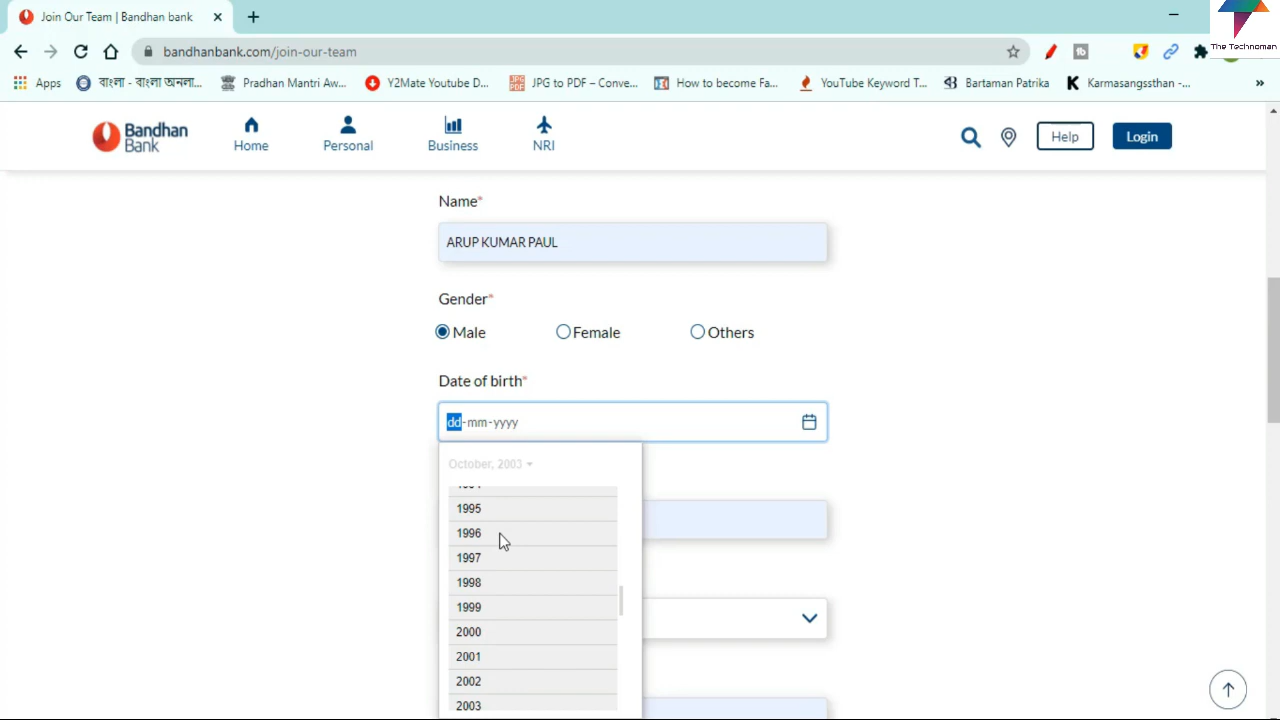 Join Our Team | Bandhan bank
The Technoman
bandhanbank.com/join-our-team
Apps
বাংলা - বাংলা অনলা...
Pradhan Mantri Aw...
Y2Mate Youtube D...
JPG to PDF – Conve...
How to become Fa...
YouTube Keyword T...
Bartaman Patrika
Karmasangssthan -...
»
Bandhan
Bank
Home
Personal
Business
NRI
Help
Login
Name*
ARUP KUMAR PAUL
Gender*
Male
Female
Others
Date of birth*
dd-mm-yyyy
October, 2003
1995
1996
1997
1998
1999
2000
2001
2002
2003